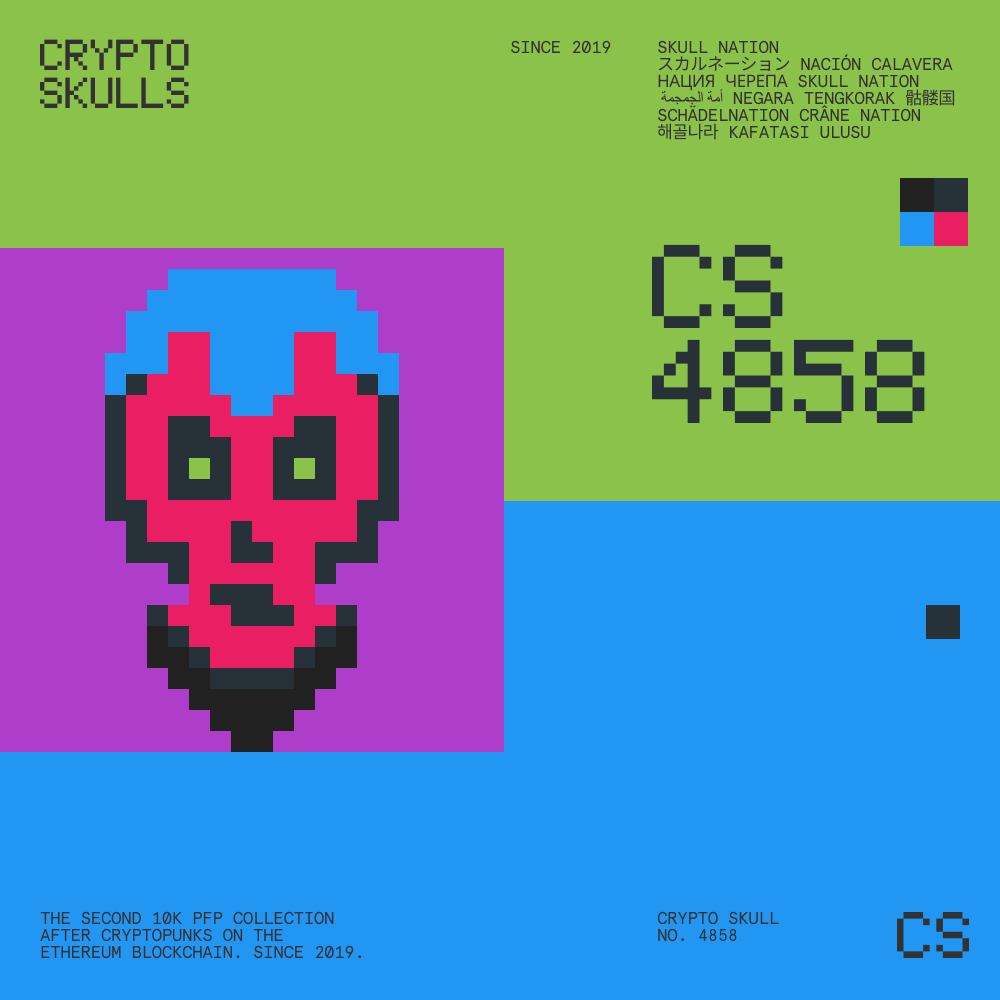 CRYPTO
SKULLS
SINCE 2019
SKULL NATION
スカルネーション NACIÓN CALAVERA
НАЦИЯ ЧЕРЕПА SKULL NATION
أمة الجمجمة NEGARA TENGKORAK 骷髅国
SCHÄDELNATION CRÂNE NATION
해골나라 KAFATASI ULUSU
CS
4858
THE SECOND 10K PFP COLLECTION
AFTER CRYPTOPUNKS ON THE
ETHEREUM BLOCKCHAIN. SINCE 2019.
CRYPTO SKULL
NO. 4858
CS